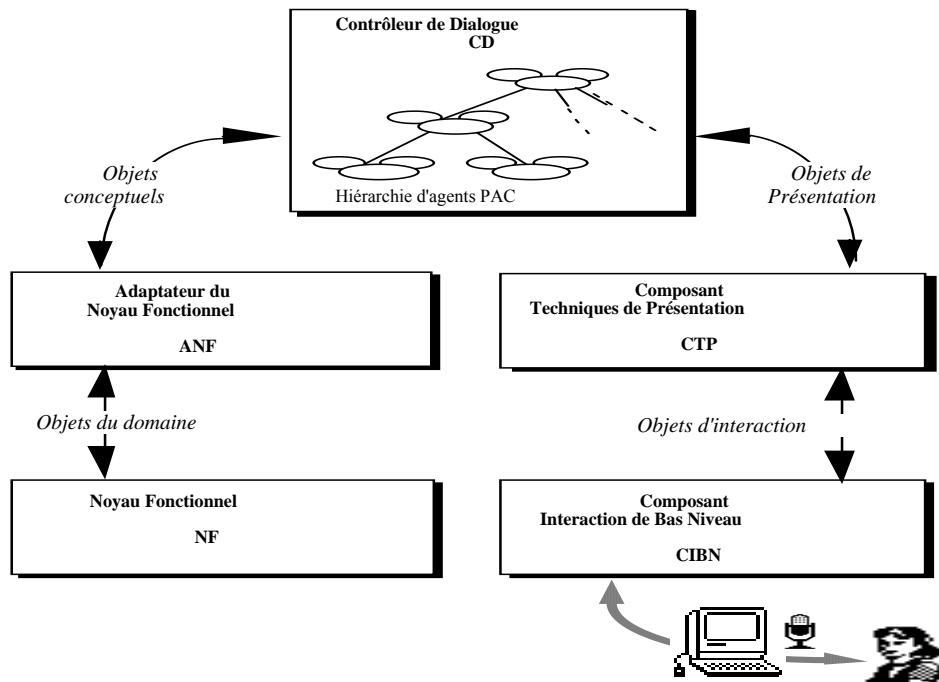 Contrôleur de Dialogue
CD
Hiérarchie d'agents PAC
Objets
conceptuels
Objets de
Présentation
Adaptateur du
Noyau Fonctionnel
ANF
Composant
Techniques de Présentation
CTP
Objets du domaine
Objets d'interaction
Noyau Fonctionnel
NF
Composant
Interaction de Bas Niveau
CIBN